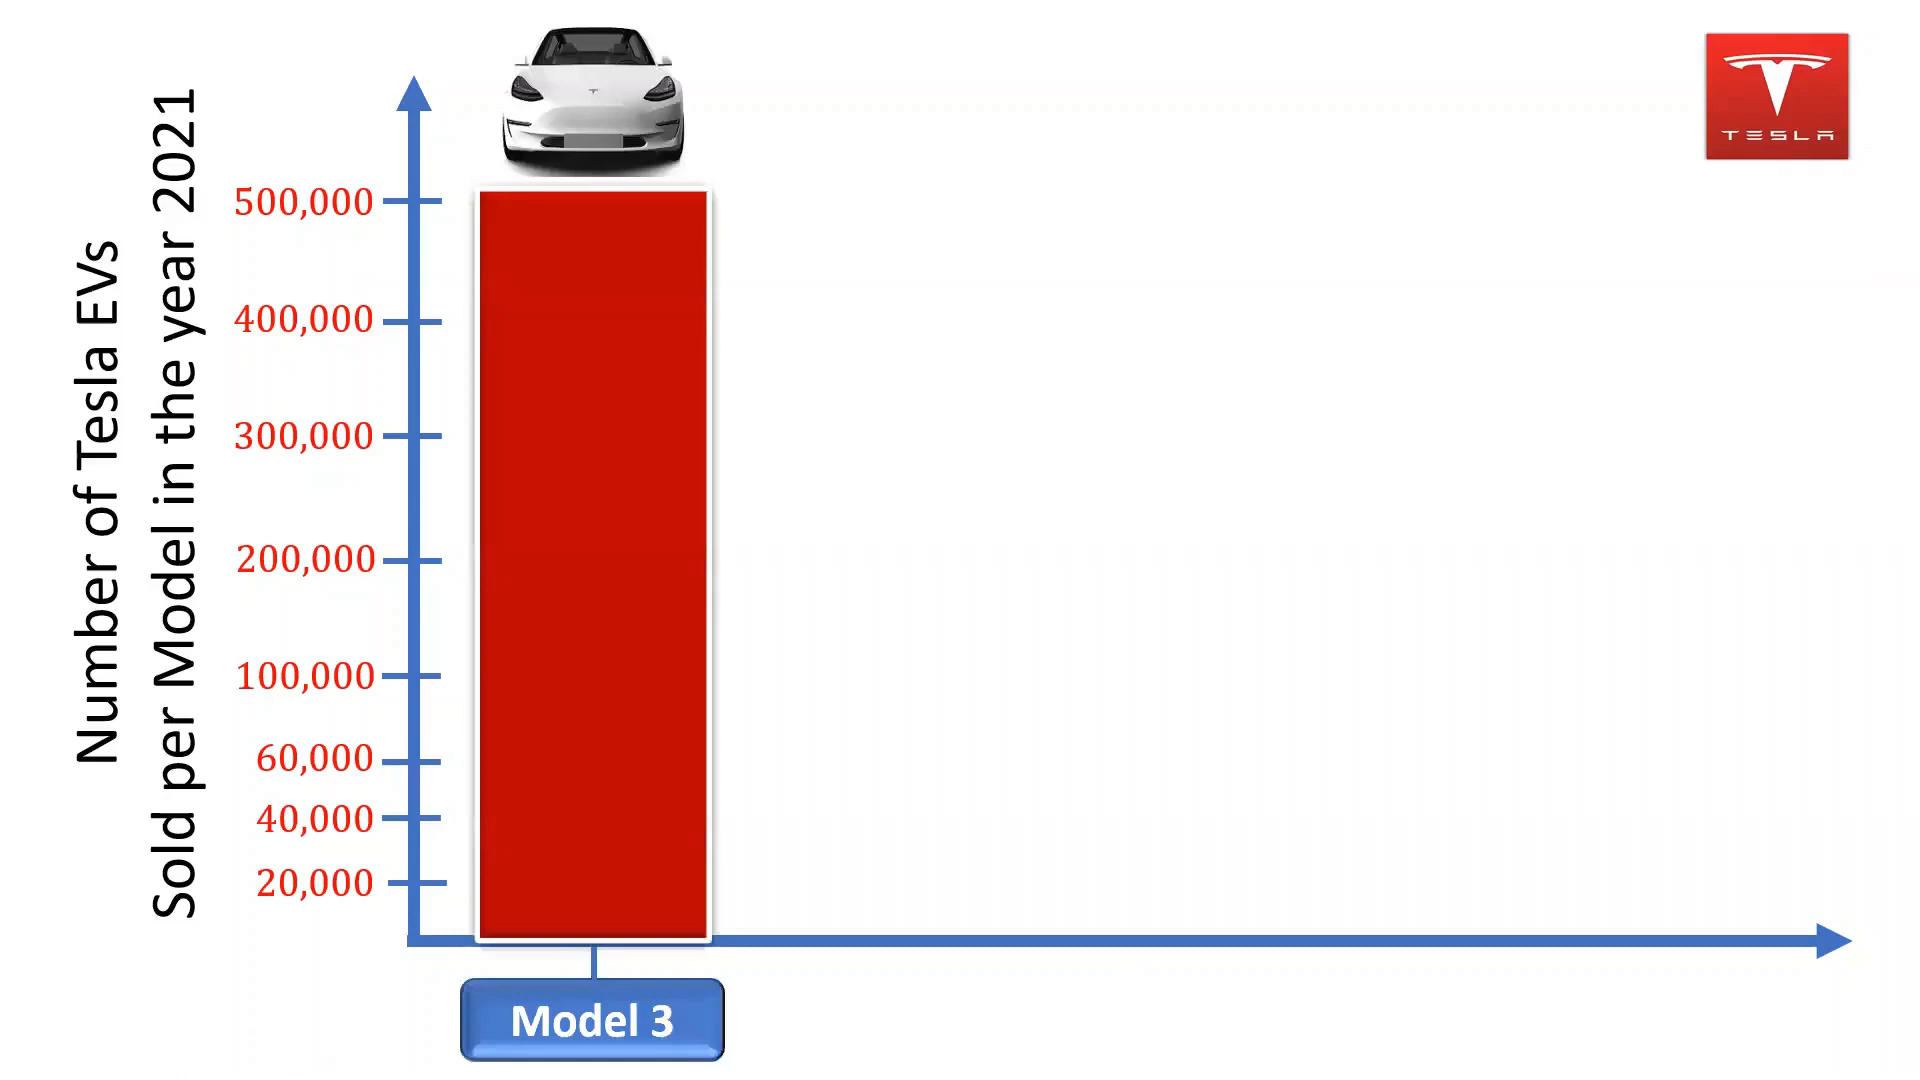 Number of Tesla EVs
Sold per Model in the year 2021
500,000
400,000
300,000
200,000
100,000
60,000
40,000
20,000
Model 3
TESLA